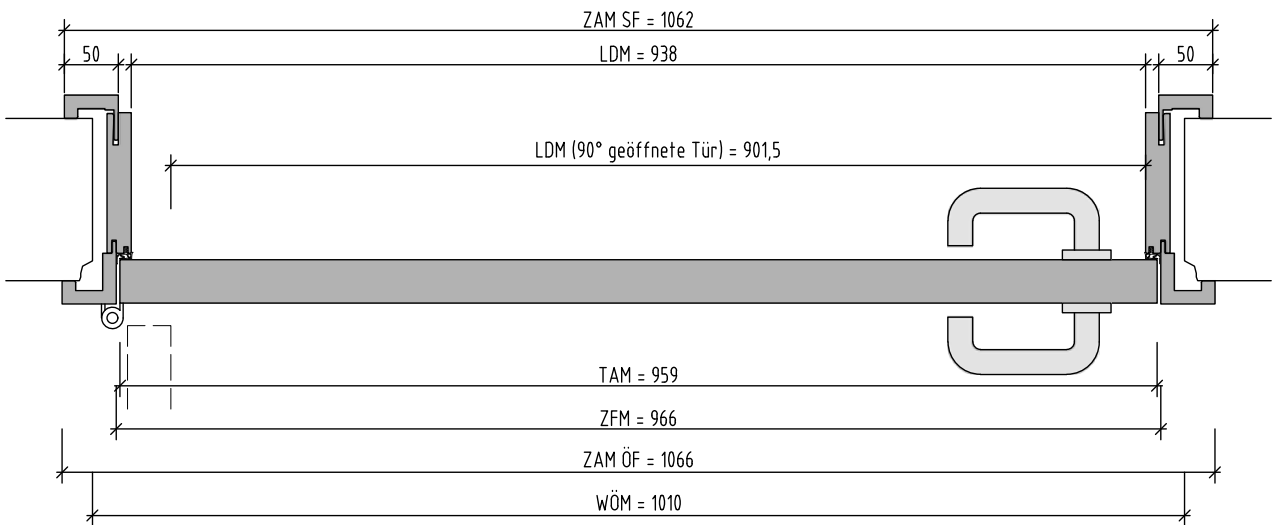 ZAM SF = 1062
50
LDM = 938
50
LDM (90° geöffnete Tür) = 901,5
TAM = 959
ZFM = 966
ZAM ÖF = 1066
WÖM = 1010